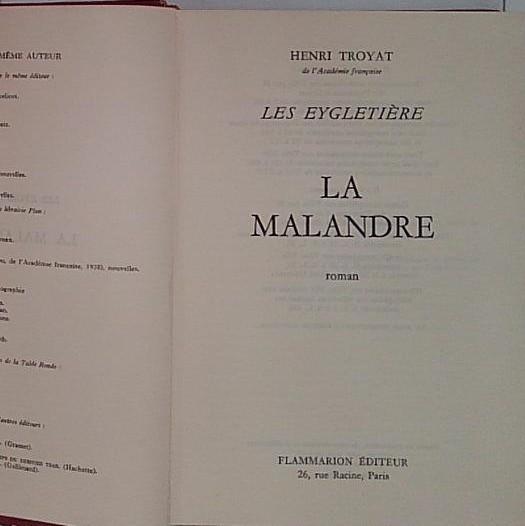 MÊME AUTEUR
le même éditeur :
nouvelles.
librairie Plon :
de l'Académie française, 1938), nouvelles.
de la Table Ronde :
autres éditeurs :
(Grasset).
(Hachette).
(Gallimard).
HENRI TROYAT
de l'Académie française
LES EYGLETIÈRE
LA
MALANDRE
roman
FLAMMARION ÉDITEUR
26, rue Racine, Paris